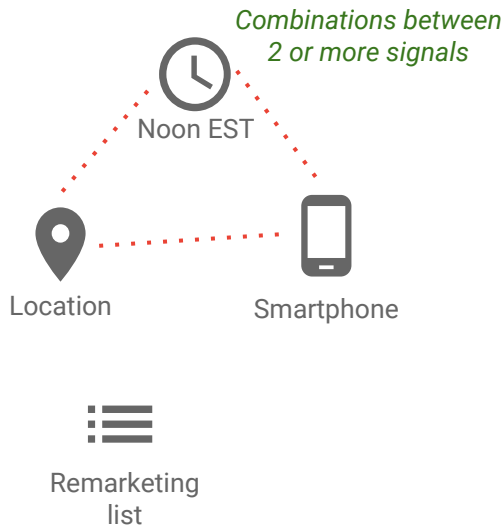 Combinations between
2 or more signals
Noon EST
Location
Smartphone
Remarketing
list